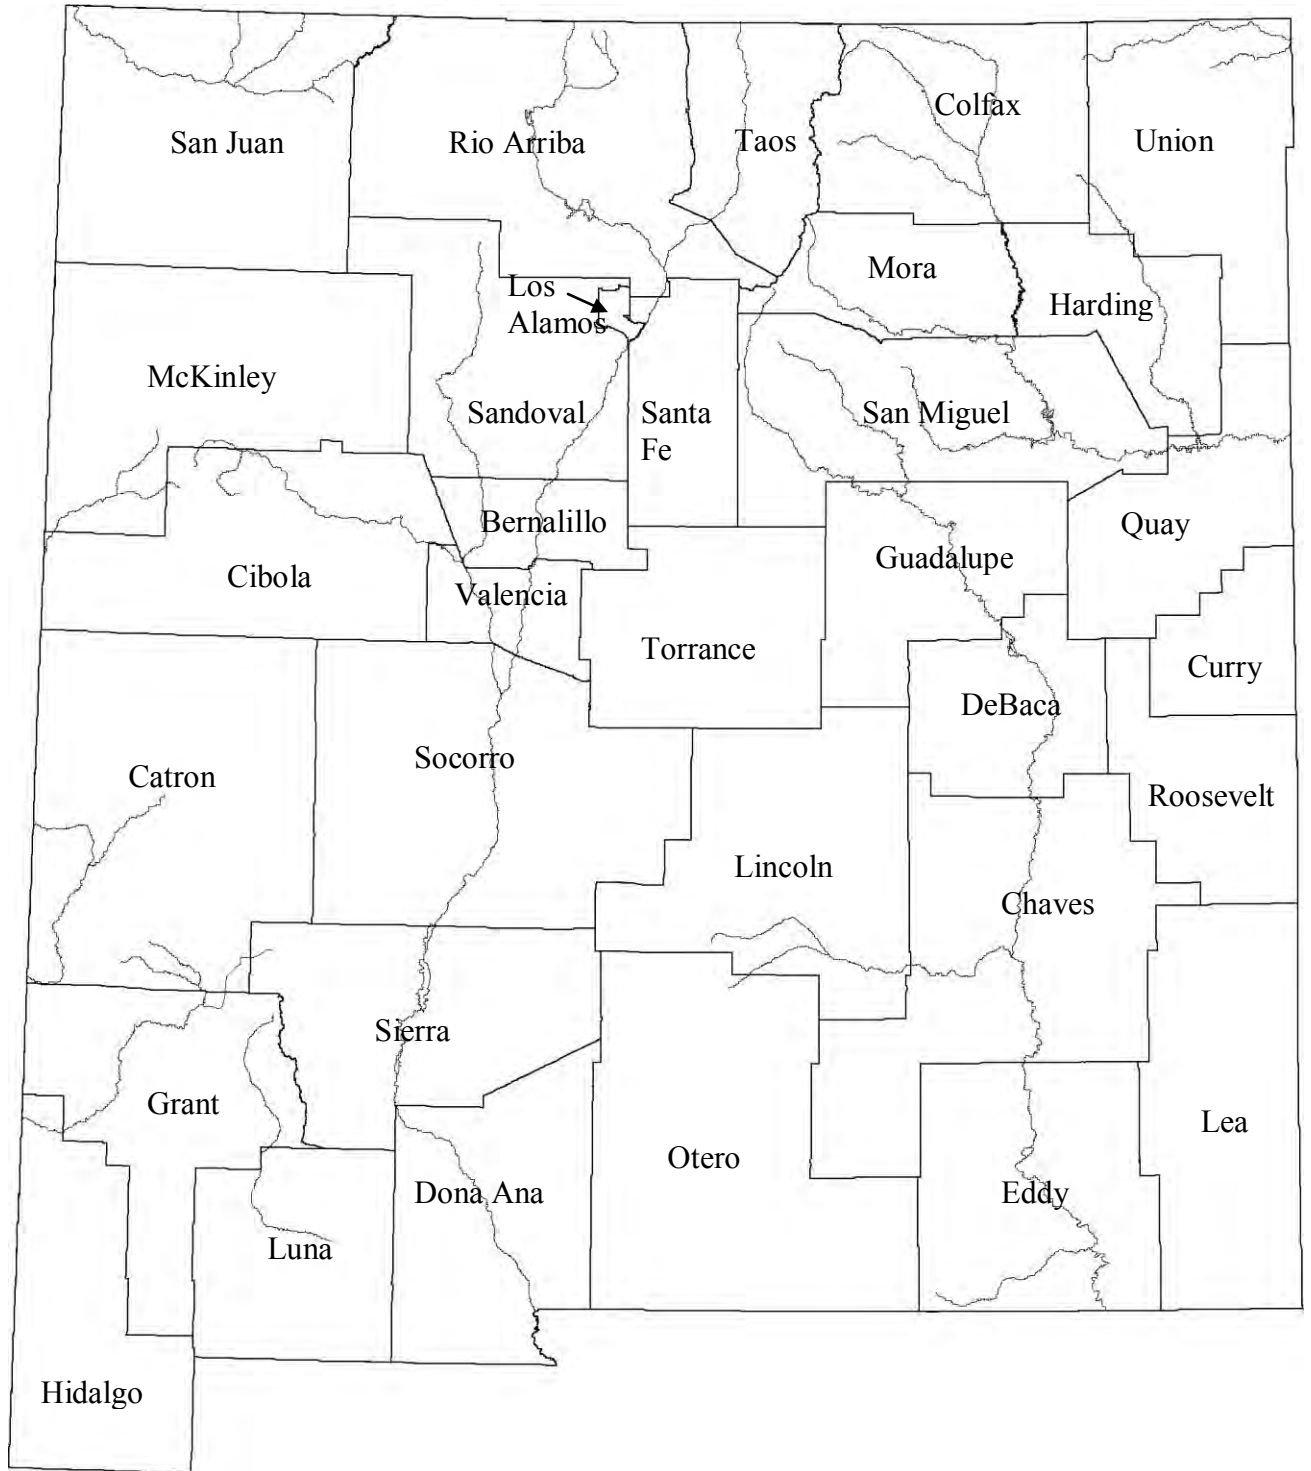 Colfax
San Juan
Rio Arriba
Taos
Union
Mora
Los
Alamos
Harding
McKinley
Sandoval
Santa
Fe
San Miguel
Bernalillo
Quay
Guadalupe
Cibola
Valencia
Torrance
Curry
DeBaca
Socorro
Catron
Roosevelt
Lincoln
Chaves
Sierra
Grant
Lea
Otero
Dona Ana
Eddy
Luna
Hidalgo